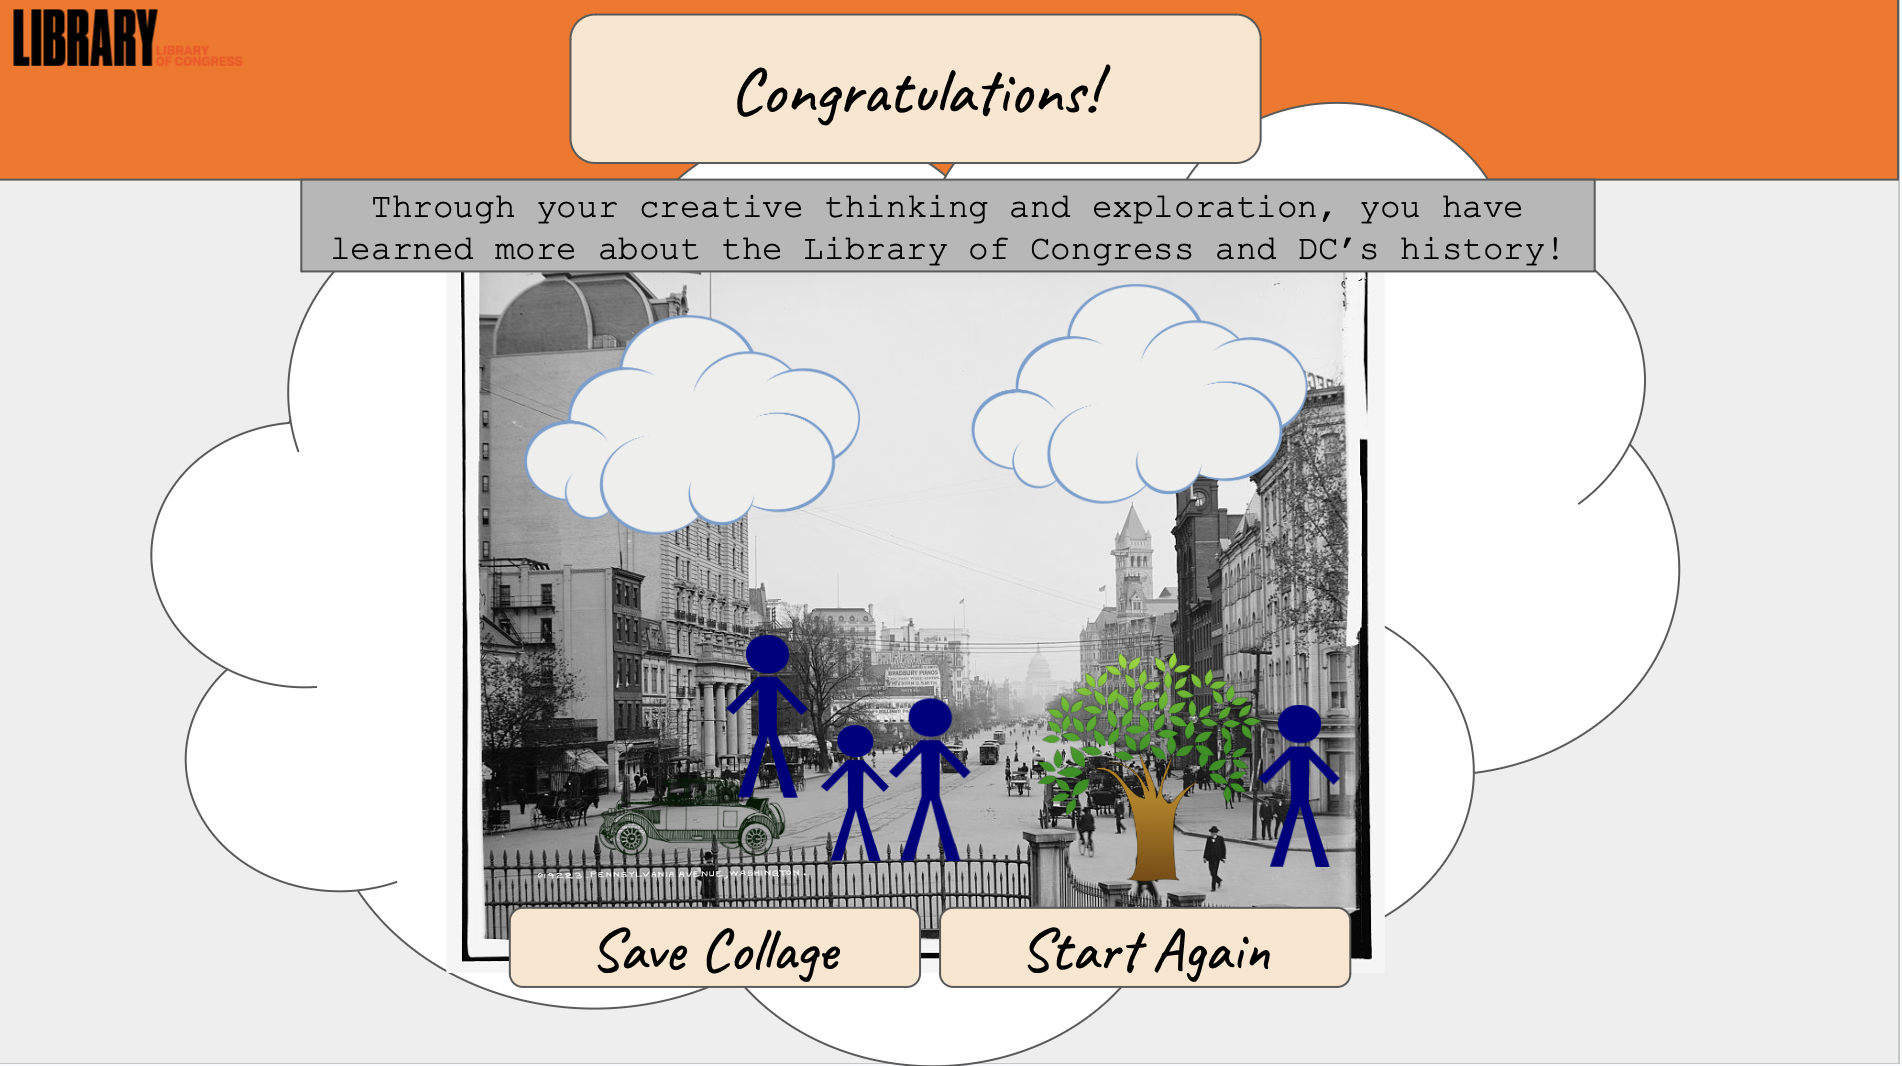 LIBRARY
LIBRARY
OF CONGRESS
Congratulations!
Through your creative thinking and exploration, you have
learned more about the Library of Congress and DC’s history!
BRADBURY PIANOS
PENNSYLVANIA AVENUE, WASHINGTON.
Save Collage
Start Again